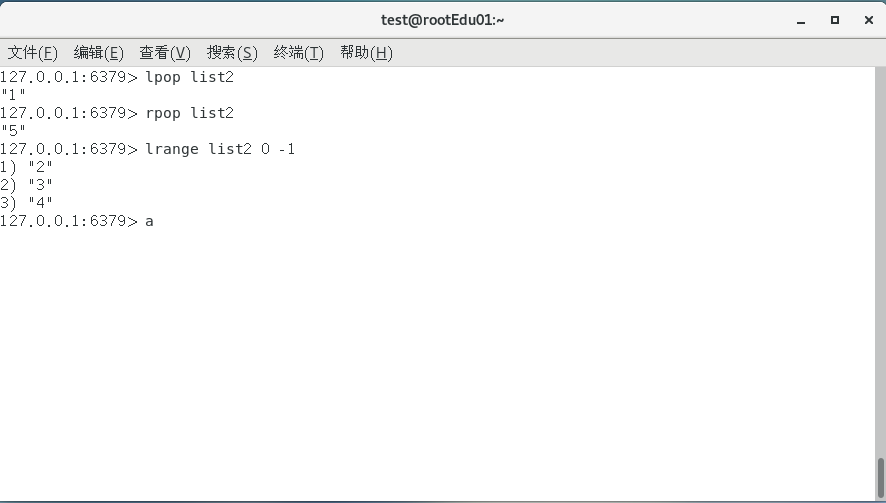 test@rootEdu01:~
文件(F) 编辑(E) 查看(V) 搜索(S) 终端(T) 帮助(H)
127.0.0.1:6379> lpop list2
"1"
127.0.0.1:6379> rpop list2
"5"
127.0.0.1:6379> lrange list2 0 -1
1) "2"
2) "3"
3) "4"
127.0.0.1:6379> a